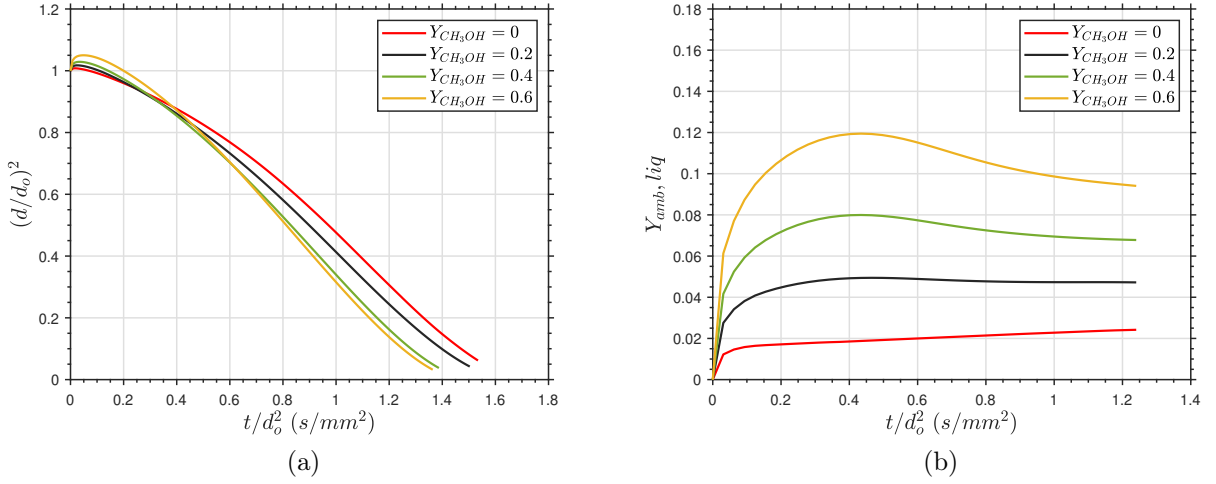 1.2
1
0.8
0.6
0.4
0.2
0
0
0.2
0.4
0.6
0.8
1
1.2
1.4
1.6
1.8
(d/d_o)^2
t/d_o^2 (s/mm^2)
Y_{CH_3OH} = 0
Y_{CH_3OH} = 0.2
Y_{CH_3OH} = 0.4
Y_{CH_3OH} = 0.6
(a)
0.18
0.16
0.14
0.12
0.1
0.08
0.06
0.04
0.02
0
0
0.2
0.4
0.6
0.8
1
1.2
1.4
Y_{amb}, liq
t/d_o^2 (s/mm^2)
Y_{CH_3OH} = 0
Y_{CH_3OH} = 0.2
Y_{CH_3OH} = 0.4
Y_{CH_3OH} = 0.6
(b)